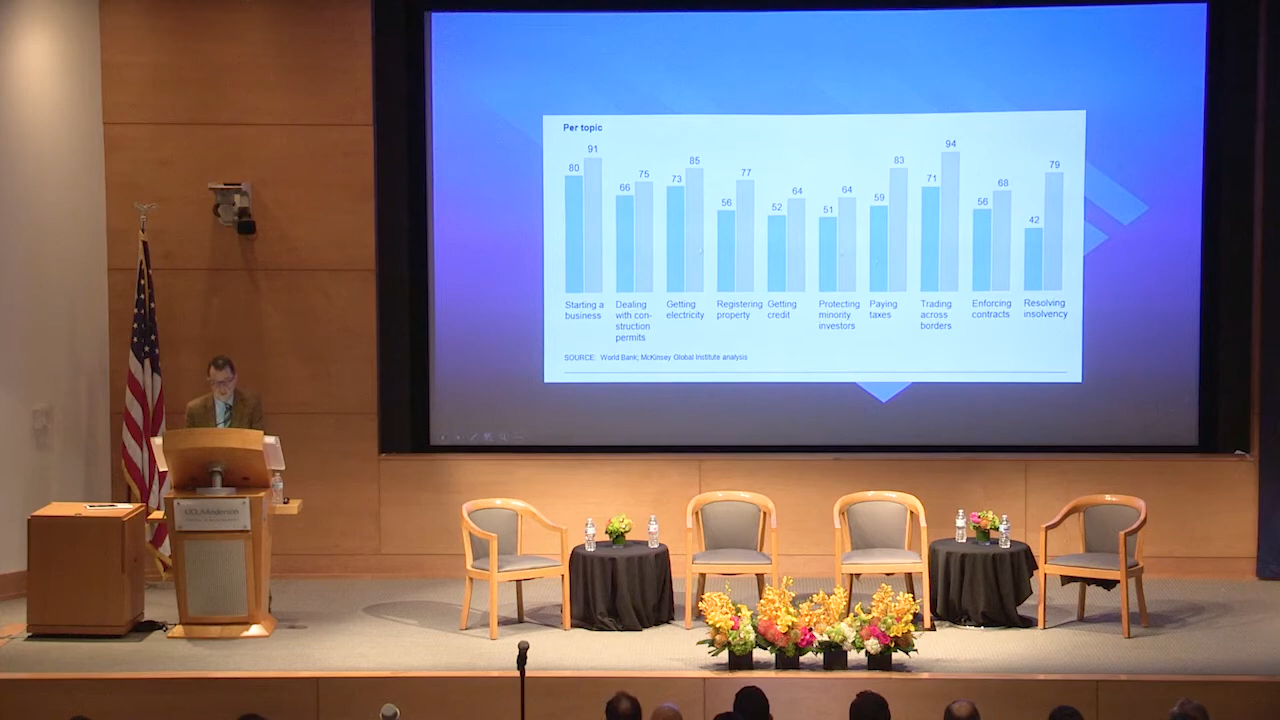 Per topic
80 91 66 75 73 85 56 77 52 64 51 64 59 83 71 94 56 68 42 79
Starting a business
Dealing with con-struction permits
Getting electricity
Registering property
Getting credit
Protecting minority investors
Paying taxes
Trading across borders
Enforcing contracts
Resolving insolvency
SOURCE: World Bank; McKinsey Global Institute analysis
UCLAAnderson